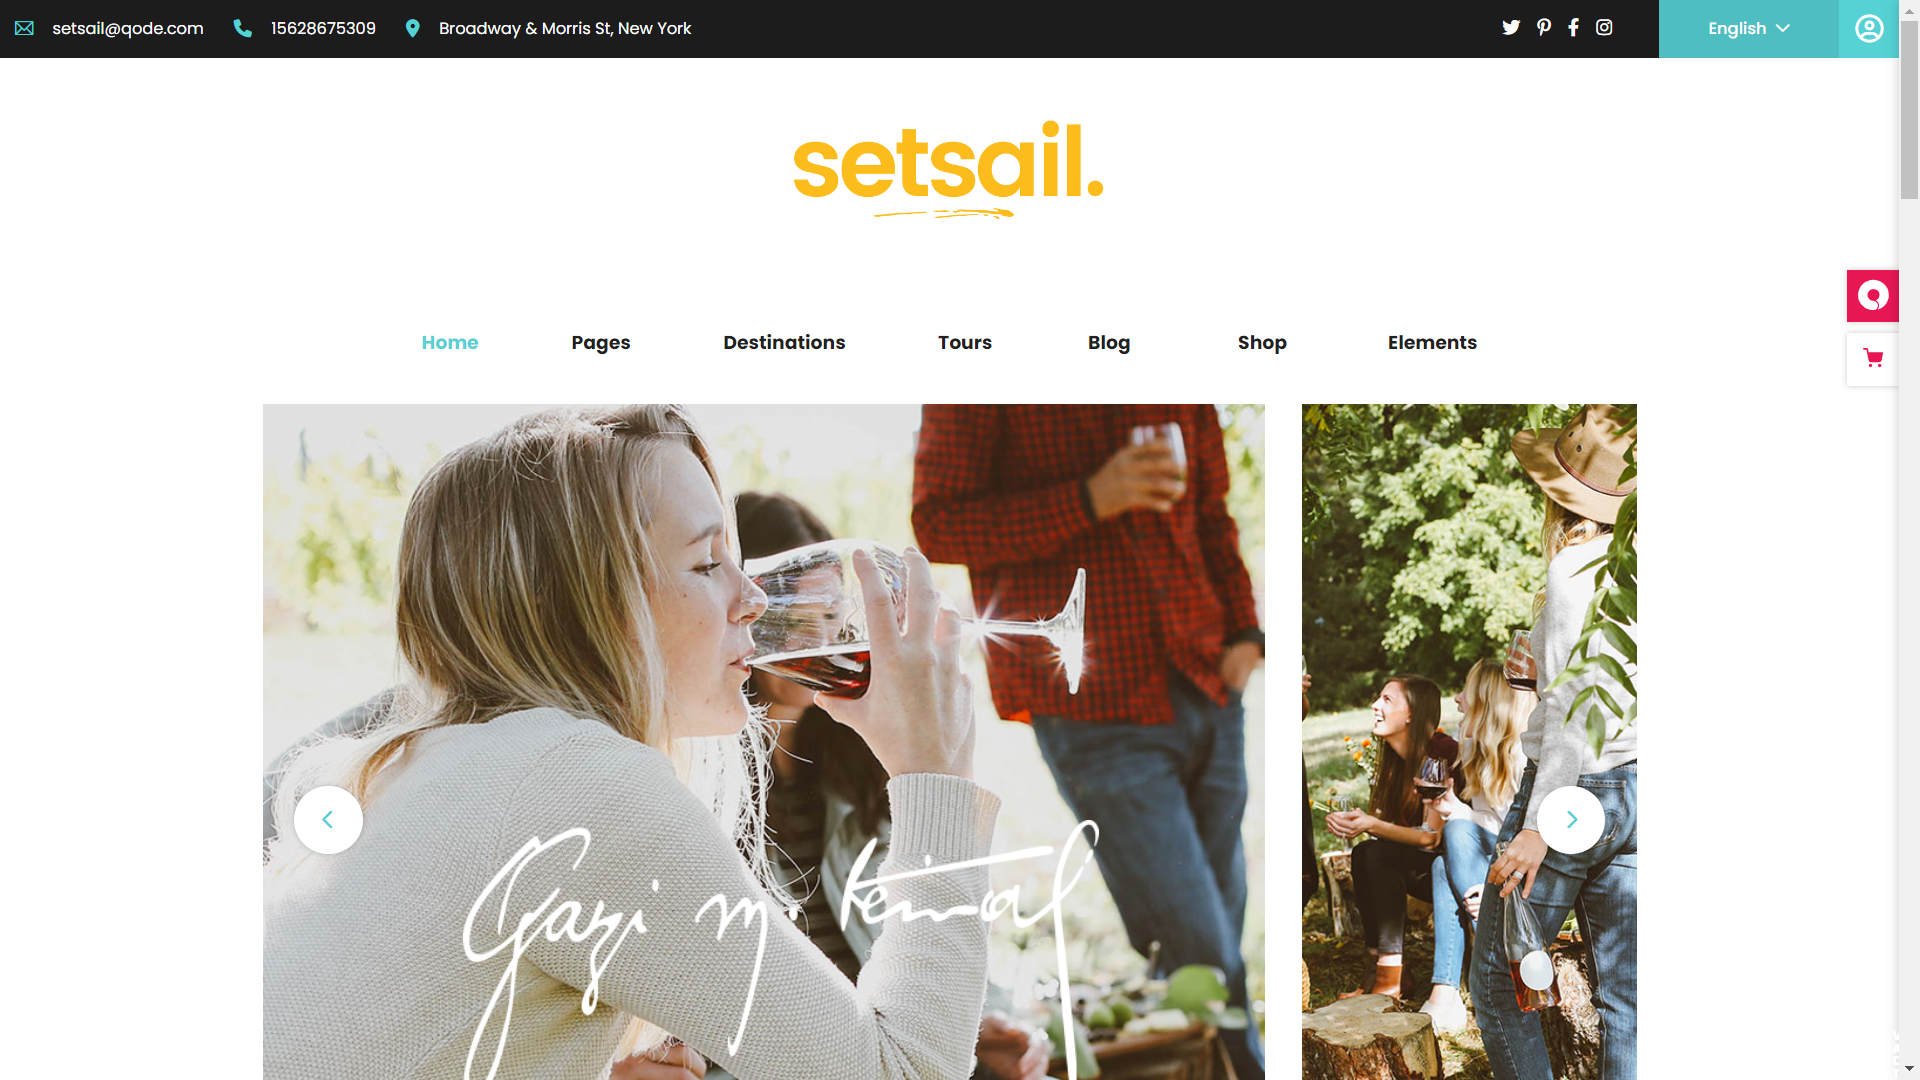 setsail@qode.com 15628675309 Broadway & Morris St, New York English
setsail.
Home Pages Destinations Tours Blog Shop Elements
Gazi m. Kemal